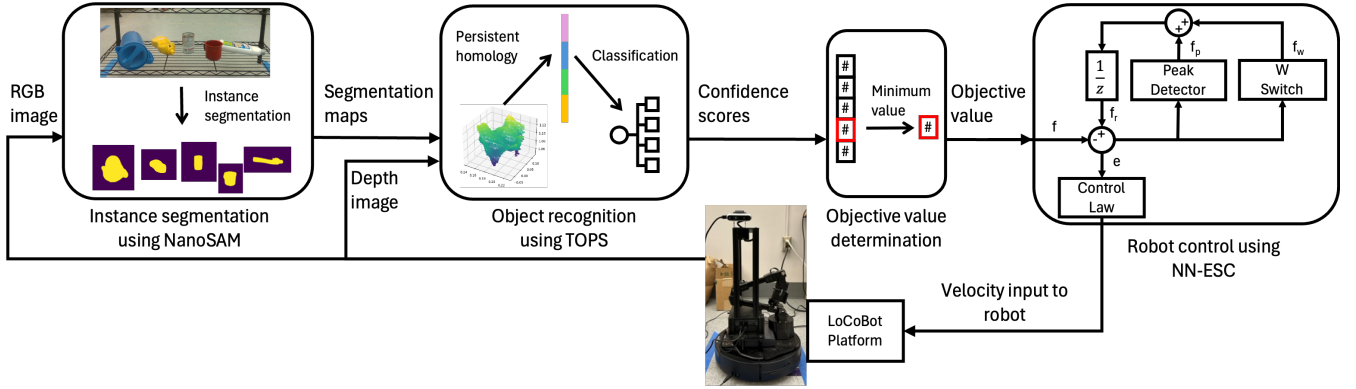 RGB
image
Instance
segmentation
Instance segmentation
using NanoSAM
Segmentation
maps
Depth
image
Persistent
homology
Classification
Object recognition
using TOPS
Confidence
scores
#
#
#
#
#
Minimum
value
#
Objective value
determination
Objective
value
f
1
z
f_r
- +
e
Control
Law
+
+
f_p
Peak
Detector
f_w
W
Switch
Robot control using
NN-ESC
Velocity input to
robot
LoCoBot
Platform